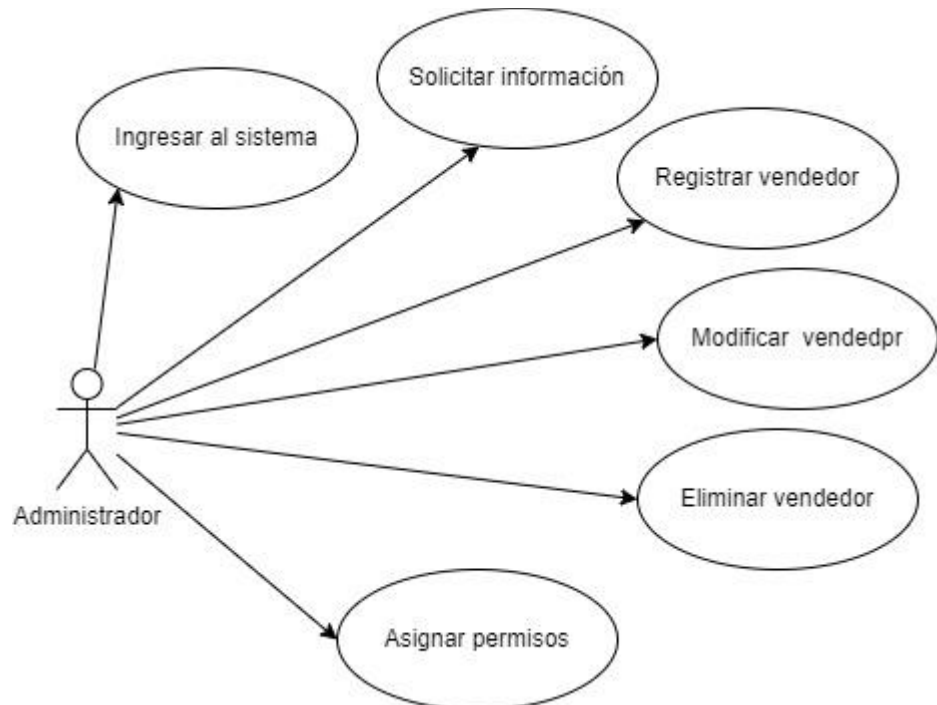 Solicitar información
Ingresar al sistema
Registrar vendedor
Modificar vendedpr
Eliminar vendedor
Administrador
Asignar permisos